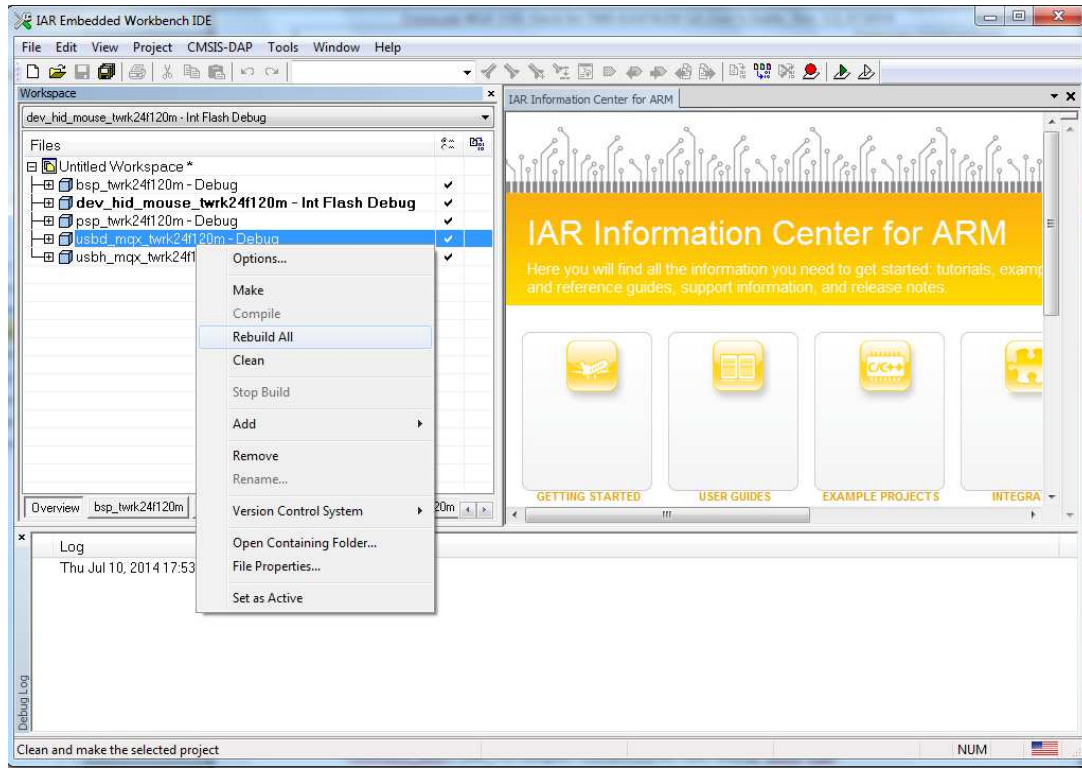 IAR Embedded Workbench IDE
File Edit View Project CMSIS-DAP Tools Window Help
Workspace
dev_hid_mouse_twrk24f120m - Int Flash Debug
Files
Untitled Workspace *
bsp_twrk24f120m - Debug
dev_hid_mouse_twrk24f120m - Int Flash Debug
psp_twrk24f120m - Debug
usbd_mqx_twrk24f120m - Debug
usbh_mqx_twrk24f1
Options...
Make
Compile
Rebuild All
Clean
Stop Build
Add
Remove
Rename...
Version Control System
Open Containing Folder...
File Properties...
Set as Active
Overview bsp_twrk24f120m 20m
IAR Information Center for ARM
IAR Information Center for ARM
Here you will find all the information you need to get started: tutorials, examp
and reference guides, support information, and release notes.
C/C++
GETTING STARTED USER GUIDES EXAMPLE PROJECTS INTEGRA
Log
Thu Jul 10, 2014 17:53
Debug Log
Clean and make the selected project NUM